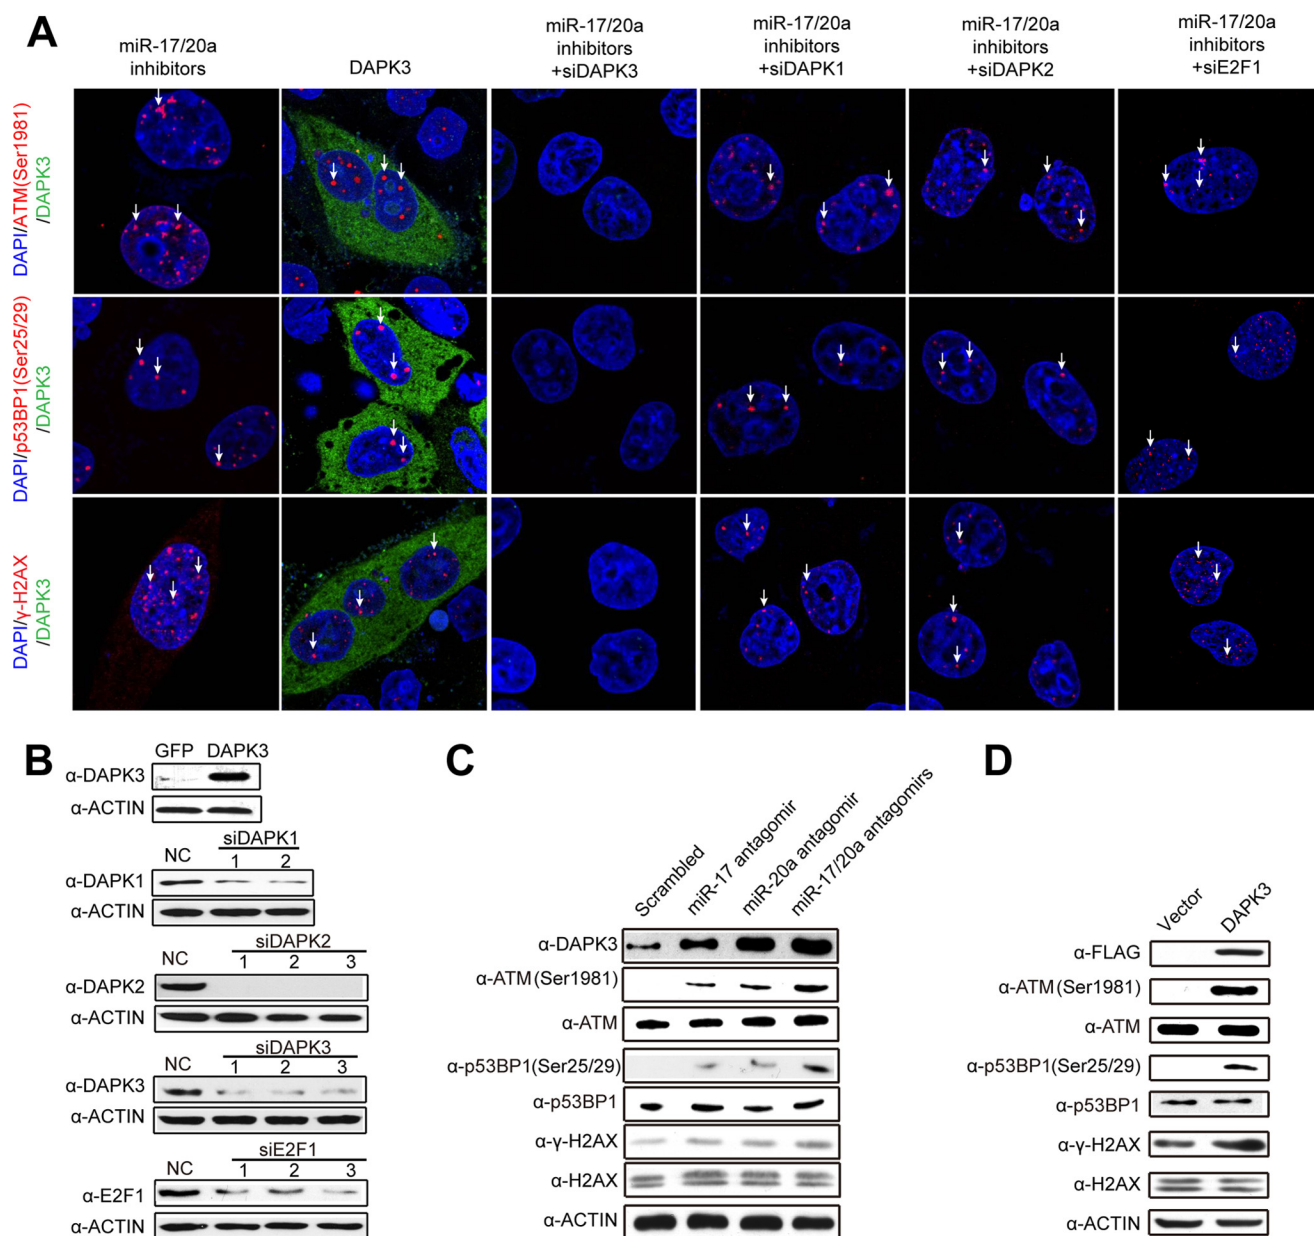 A
miR-17/20a
inhibitors
DAPK3
miR-17/20a
inhibitors
+siDAPK3
miR-17/20a
inhibitors
+siDAPK1
miR-17/20a
inhibitors
+siDAPK2
miR-17/20a
inhibitors
+siE2F1
DAPI/ATM(Ser1981)
/DAPK3
DAPI/p53BP1(Ser25/29)
/DAPK3
DAPI/γ-H2AX
/DAPK3
B
GFP DAPK3
α-DAPK3
α-ACTIN
siDAPK1
NC 1 2
α-DAPK1
α-ACTIN
siDAPK2
NC 1 2 3
α-DAPK2
α-ACTIN
siDAPK3
NC 1 2 3
α-DAPK3
α-ACTIN
siE2F1
NC 1 2 3
α-E2F1
α-ACTIN
C
Scrambled
miR-17 antagomir
miR-20a antagomir
miR-17/20a antagomirs
α-DAPK3
α-ATM(Ser1981)
α-ATM
α-p53BP1(Ser25/29)
α-p53BP1
α-γ-H2AX
α-H2AX
α-ACTIN
D
Vector
DAPK3
α-FLAG
α-ATM(Ser1981)
α-ATM
α-p53BP1(Ser25/29)
α-p53BP1
α-γ-H2AX
α-H2AX
α-ACTIN